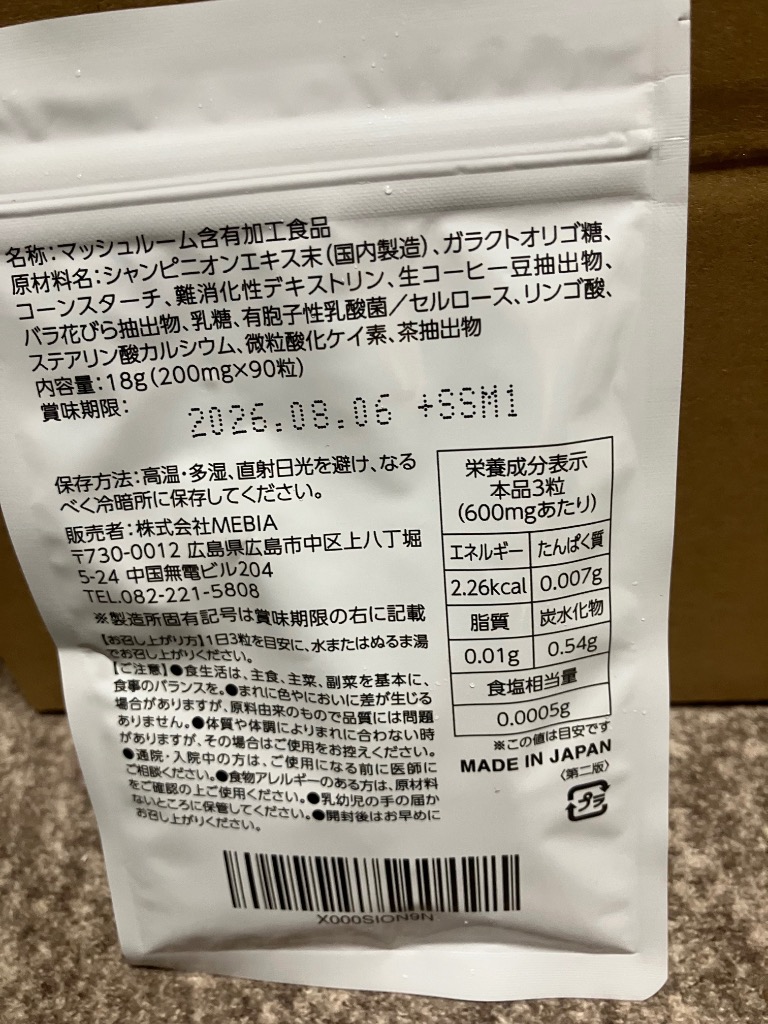 名称:マッシュルーム含有加工食品
原材料名:シャンピニオンエキス末(国内製造)、ガラクトオリゴ糖、
コーンスターチ、難消化性デキストリン、生コーヒー豆抽出物、
バラ花びら抽出物、乳糖、有胞子性乳酸菌/セルロース、リンゴ酸、
ステアリン酸カルシウム、微粒酸化ケイ素、茶抽出物
内容量:18g(200mg×90粒)
賞味期限:
2026.08.06 +SSM1
保存方法:高温・多湿、直射日光を避け、なる
べく冷暗所に保存してください。
販売者:株式会社MEBIA
〒730-0012 広島県広島市中区上八丁堀
5-24 中国無電ビル204
TEL.082-221-5808
※製造所固有記号は賞味期限の右に記載
【お召し上がり方】1日3粒を目安に、水またはぬるま湯
でお召し上がりください。
【ご注意】●食生活は、主食、主菜、副菜を基本に、
食事のバランスを。●まれに色やにおいに差が生じる
場合がありますが、原料由来のもので品質には問題
ありません。●体質や体調によりまれに合わない時
がありますが、その場合はご使用をお控えください。
●通院・入院中の方は、ご使用になる前に医師に
ご相談ください。●食物アレルギーのある方は、原材料
をご確認の上ご使用ください。●乳幼児の手の届か
ないところに保管してください。●開封後はお早めに
お召し上がりください。
栄養成分表示
本品3粒
(600mgあたり)
エネルギー たんぱく質
2.26kcal 0.007g
脂質 炭水化物
0.01g 0.54g
食塩相当量
0.0005g
※この値は目安です
MADE IN JAPAN
〈第二版〉
プラ
X000SION9N